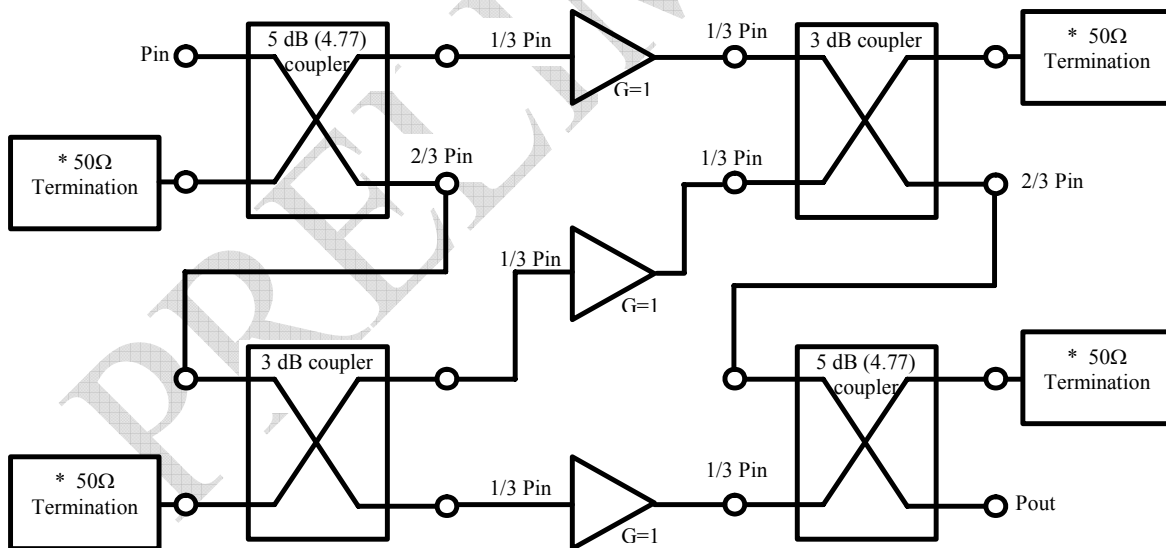 5 dB (4.77)
coupler
Pin
1/3 Pin
G=1
1/3 Pin
3 dB coupler
* 50Ω
Termination
* 50Ω
Termination
2/3 Pin
1/3 Pin
2/3 Pin
1/3 Pin
G=1
3 dB coupler
5 dB (4.77)
coupler
* 50Ω
Termination
* 50Ω
Termination
1/3 Pin
G=1
1/3 Pin
Pout
PRELIM